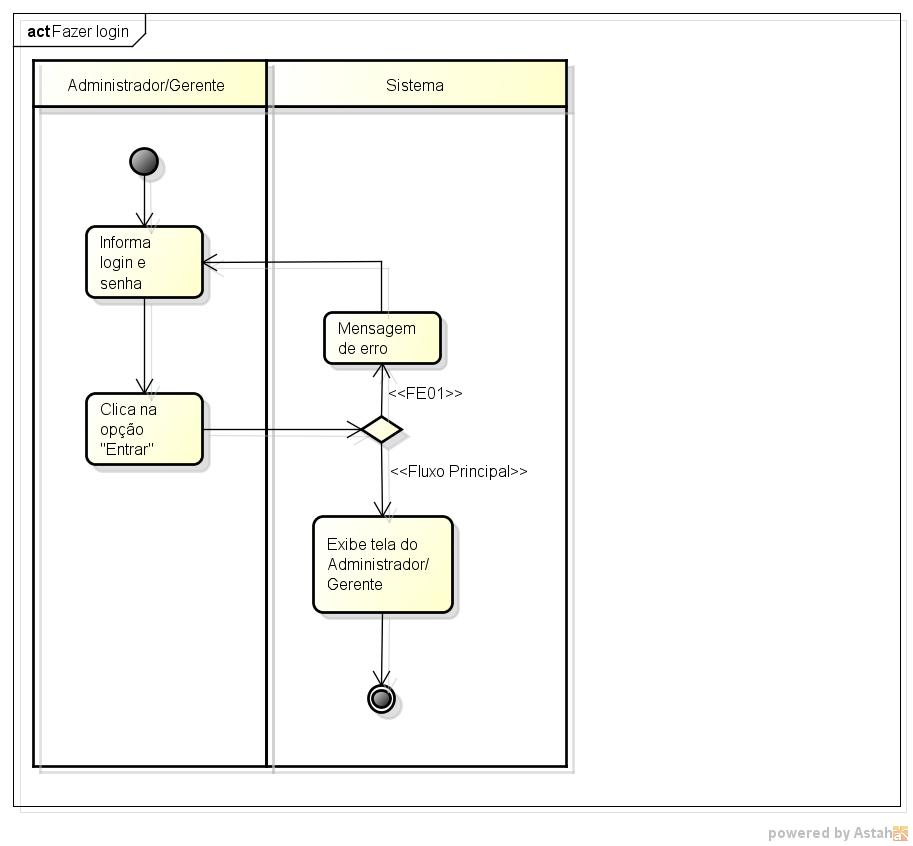 act Fazer login
Administrador/Gerente
Sistema
Informa
login e
senha
Mensagem
de erro
<<FE01>>
Clica na
opção
"Entrar"
<<Fluxo Principal>>
Exibe tela do
Administrador/
Gerente
powered by Astah